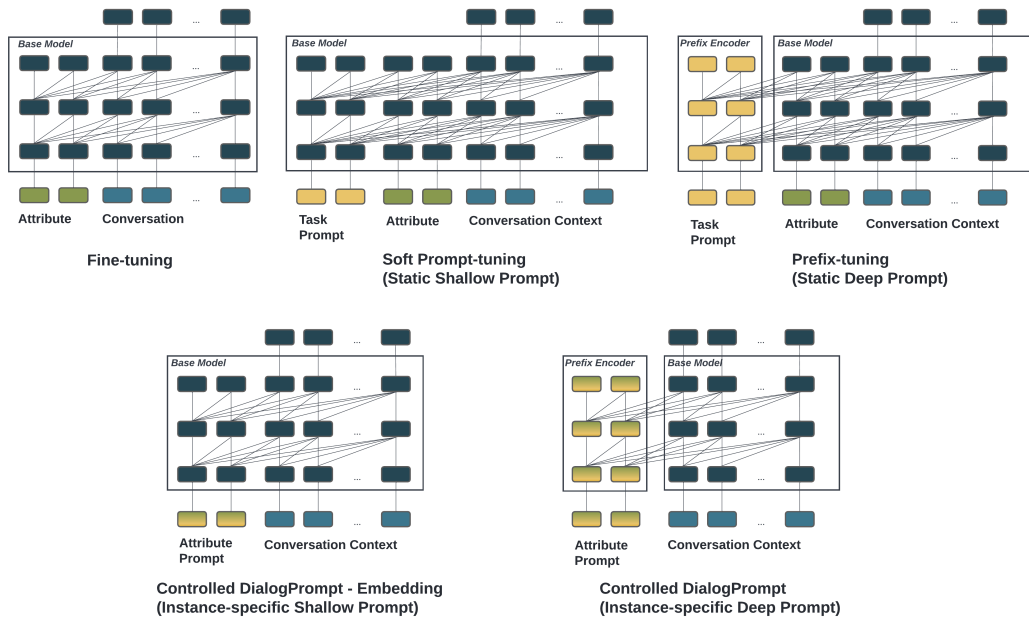 Base Model
...
...
...
...
...
Attribute
Conversation
Fine-tuning
Base Model
...
...
...
...
...
Task
Prompt
Attribute
Conversation Context
Soft Prompt-tuning
(Static Shallow Prompt)
Prefix Encoder
Base Model
...
...
...
...
...
Task
Prompt
Attribute
Conversation Context
Prefix-tuning
(Static Deep Prompt)
Base Model
...
...
...
...
...
Attribute
Prompt
Conversation Context
Controlled DialogPrompt - Embedding
(Instance-specific Shallow Prompt)
Prefix Encoder
Base Model
...
...
...
...
...
Attribute
Prompt
Conversation Context
Controlled DialogPrompt
(Instance-specific Deep Prompt)